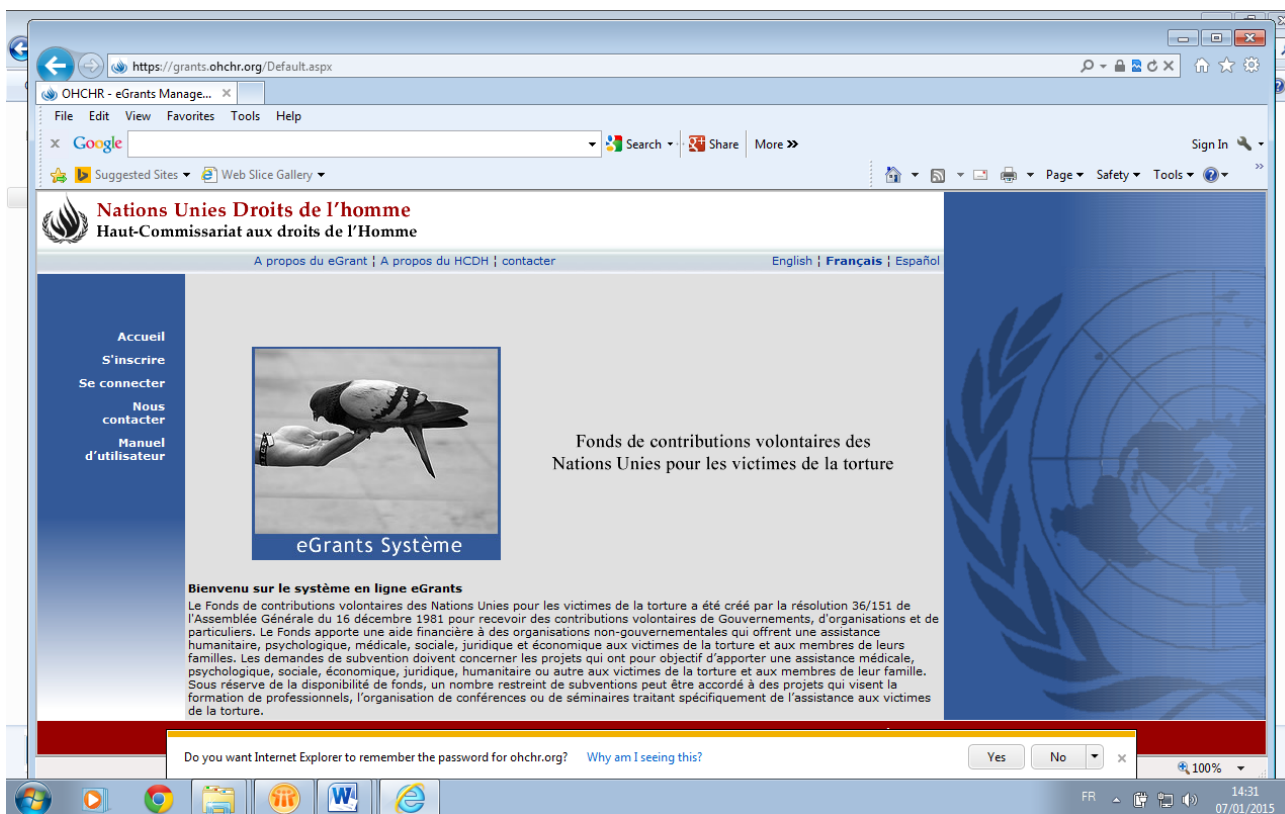 https://grants.ohchr.org/Default.aspx
OHCHR - eGrants Manage...
File Edit View Favorites Tools Help
Google Search Share More » Sign In
Suggested Sites Web Slice Gallery Page Safety Tools »
Nations Unies Droits de l'homme
Haut-Commissariat aux droits de l'Homme
A propos du eGrant ¦ A propos du HCDH ¦ contacter English ¦ Français ¦ Español
Accueil
S'inscrire
Se connecter
Nous
contacter
Manuel
d'utilisateur
Fonds de contributions volontaires des
Nations Unies pour les victimes de la torture
eGrants Système
Bienvenu sur le système en ligne eGrants
Le Fonds de contributions volontaires des Nations Unies pour les victimes de la torture a été créé par la résolution 36/151 de
l'Assemblée Générale du 16 décembre 1981 pour recevoir des contributions volontaires de Gouvernements, d'organisations et de
particuliers. Le Fonds apporte une aide financière à des organisations non-gouvernementales qui offrent une assistance
humanitaire, psychologique, médicale, sociale, juridique et économique aux victimes de la torture et aux membres de leurs
familles. Les demandes de subvention doivent concerner les projets qui ont pour objectif d'apporter une assistance médicale,
psychologique, sociale, économique, juridique, humanitaire ou autre aux victimes de la torture et aux membres de leur famille.
Sous réserve de la disponibilité de fonds, un nombre restreint de subventions peut être accordé à des projets qui visent la
formation de professionnels, l'organisation de conférences ou de séminaires traitant spécifiquement de l'assistance aux victimes
de la torture.
Do you want Internet Explorer to remember the password for ohchr.org? Why am I seeing this? Yes No
100%
FR 14:31
07/01/2015